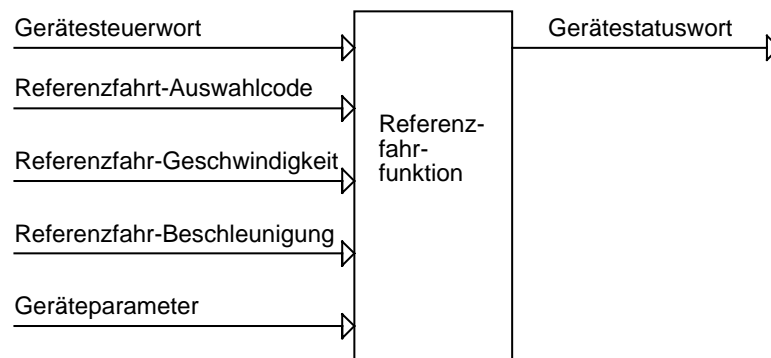 Gerätesteuerwort
Gerätestatuswort
Referenzfahrt-Auswahlcode
Referenz-
fahr-
funktion
Referenzfahr-Geschwindigkeit
Referenzfahr-Beschleunigung
Geräteparameter